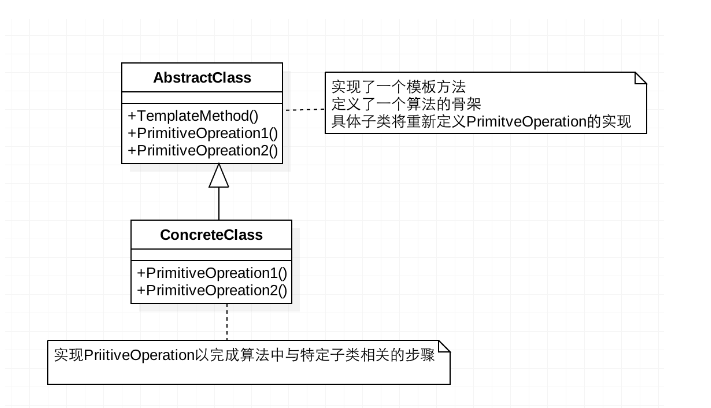 AbstractClass
+TemplateMethod()
+PrimitiveOpreation1()
+PrimitiveOpreation2()
实现了一个模板方法
定义了一个算法的骨架
具体子类将重新定义PrimitveOperation的实现
ConcreteClass
+PrimitiveOpreation1()
+PrimitiveOpreation2()
实现PriitiveOperation以完成算法中与特定子类相关的步骤